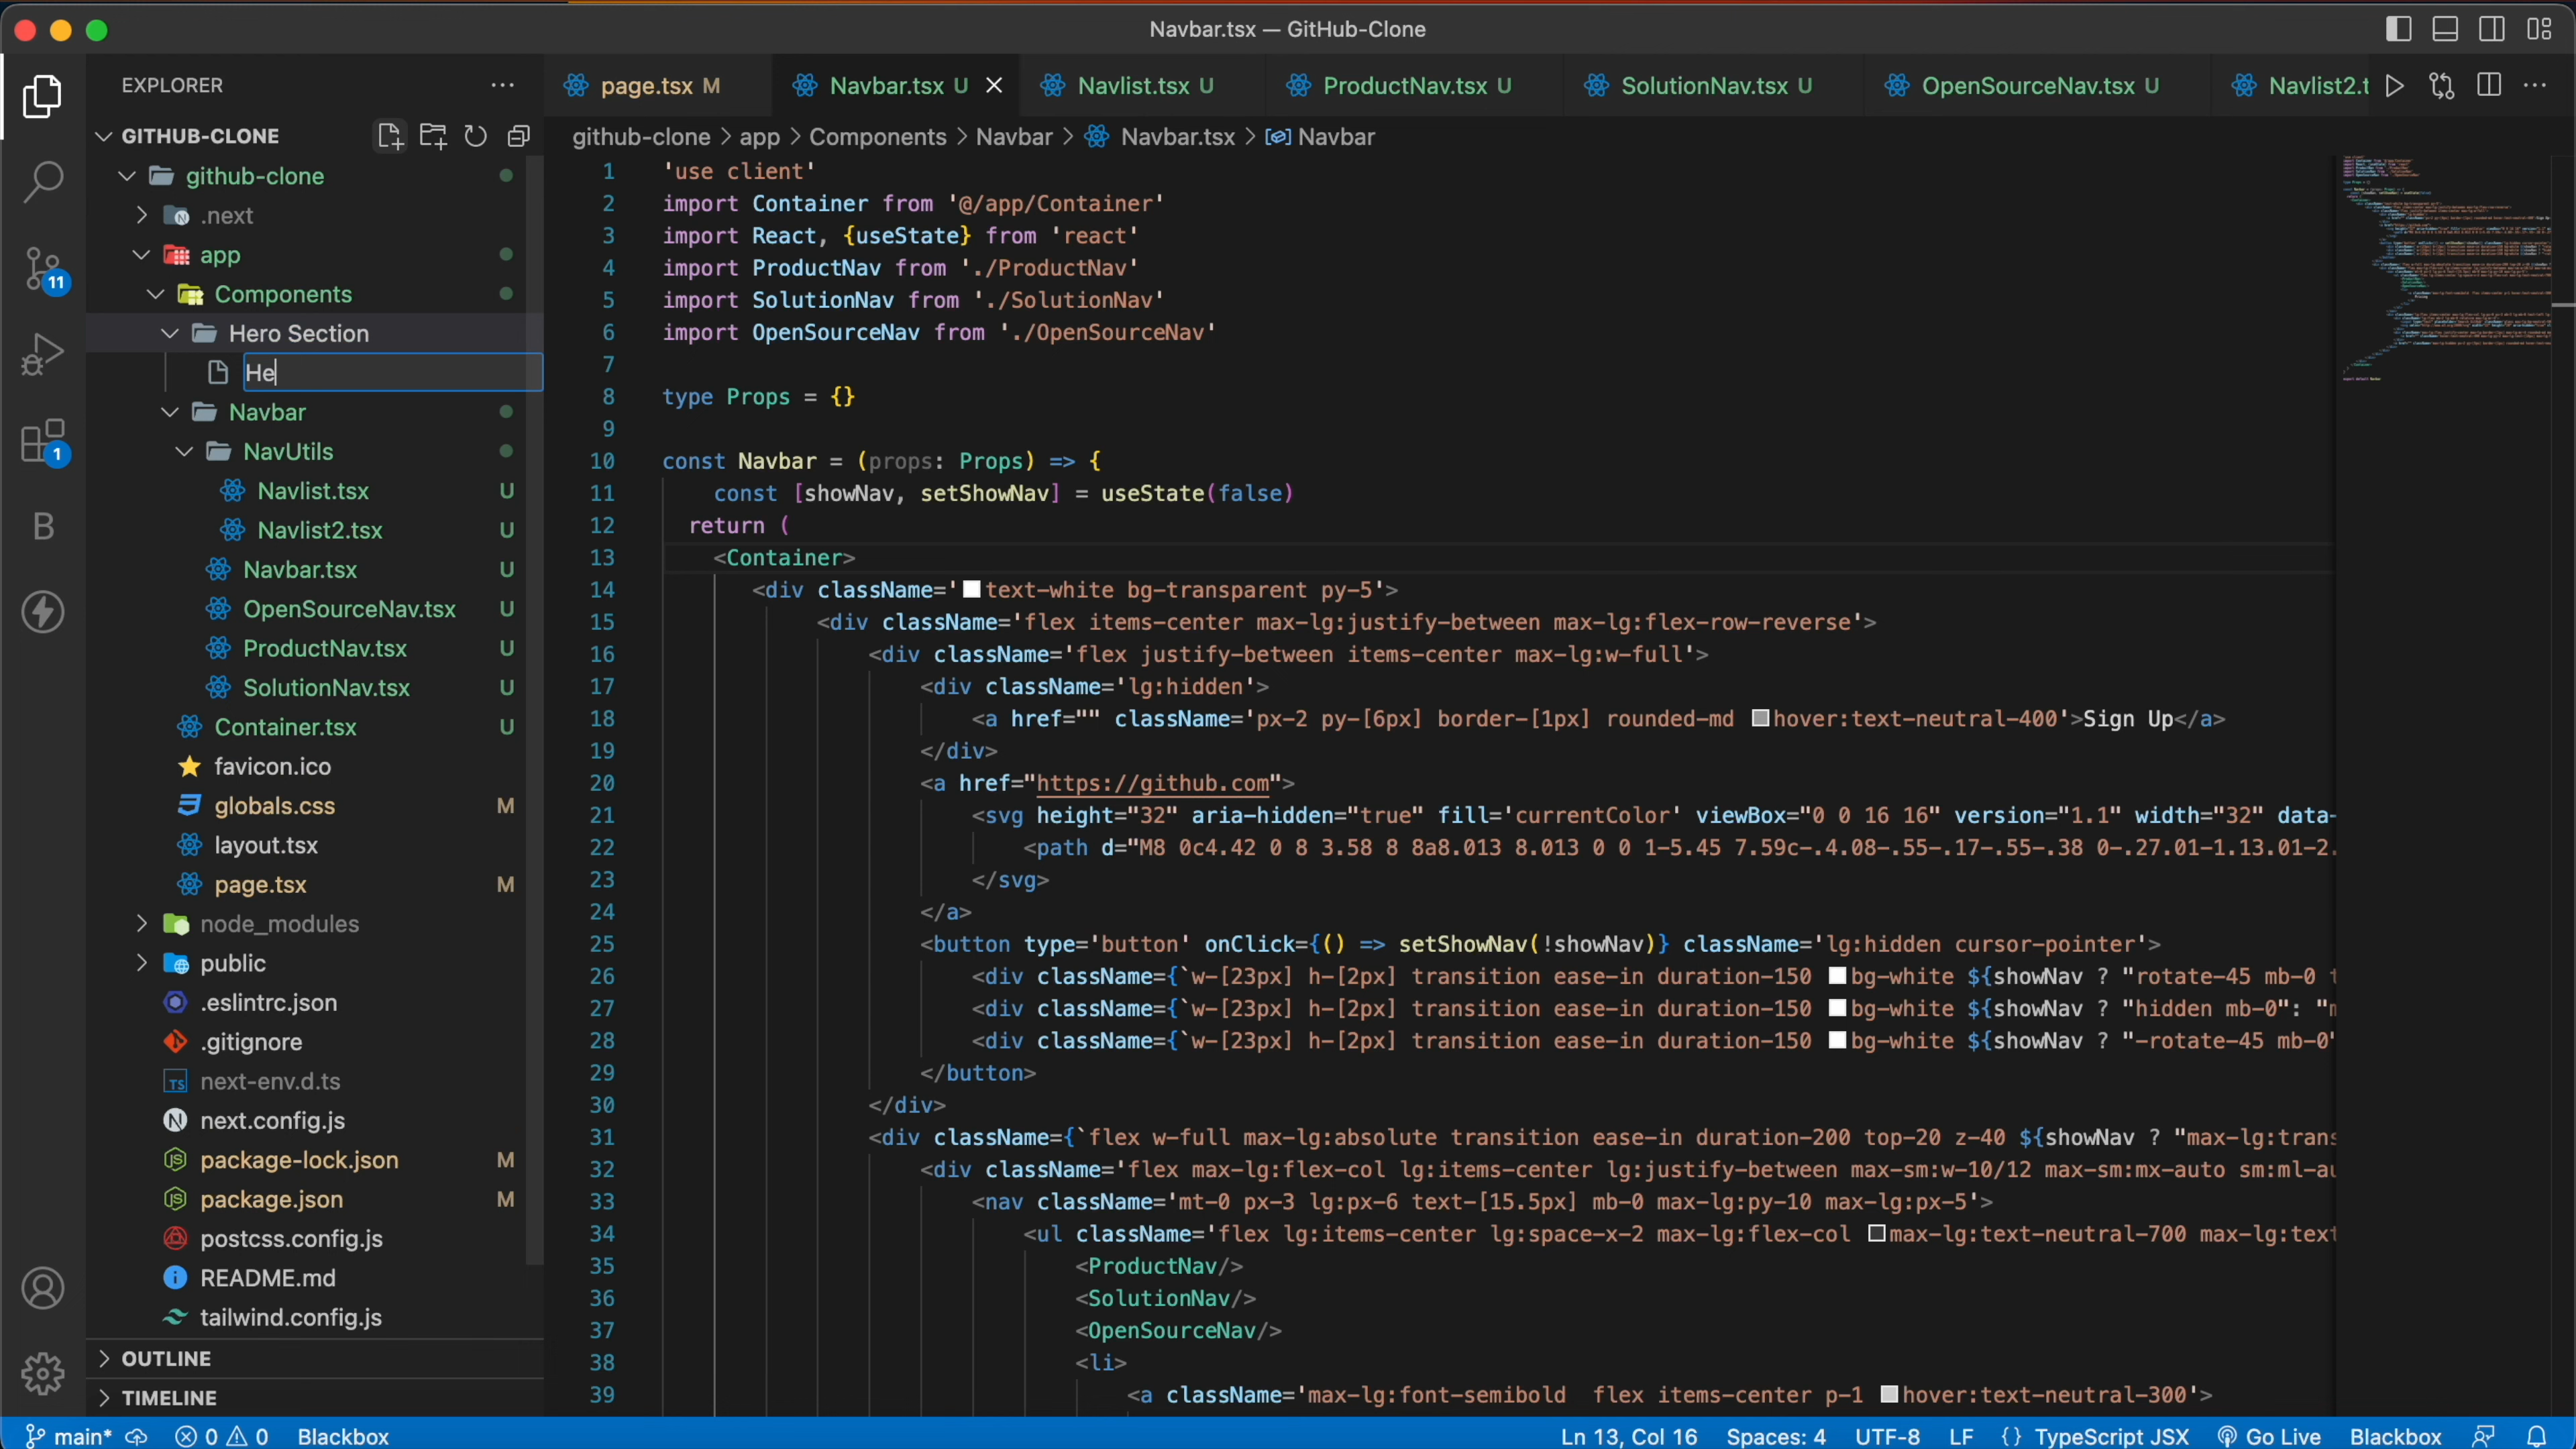 Navbar.tsx — GitHub-Clone
EXPLORER
page.tsx M
Navbar.tsx U
Navlist.tsx U
ProductNav.tsx U
SolutionNav.tsx U
OpenSourceNav.tsx U
Navlist2.t
GITHUB-CLONE
github-clone > app > Components > Navbar > Navbar.tsx > Navbar
github-clone
.next
app
Components
Hero Section
He
Navbar
NavUtils
Navlist.tsx U
Navlist2.tsx U
Navbar.tsx U
OpenSourceNav.tsx U
ProductNav.tsx U
SolutionNav.tsx U
Container.tsx U
favicon.ico
globals.css M
layout.tsx
page.tsx M
node_modules
public
.eslintrc.json
.gitignore
next-env.d.ts
next.config.js
package-lock.json M
package.json M
postcss.config.js
README.md
tailwind.config.js
OUTLINE
TIMELINE
11
1
B
1 'use client'
2 import Container from '@/app/Container'
3 import React, {useState} from 'react'
4 import ProductNav from './ProductNav'
5 import SolutionNav from './SolutionNav'
6 import OpenSourceNav from './OpenSourceNav'
7
8 type Props = {}
9
10 const Navbar = (props: Props) => {
11 const [showNav, setShowNav] = useState(false)
12 return (
13 <Container>
14 <div className='text-white bg-transparent py-5'>
15 <div className='flex items-center max-lg:justify-between max-lg:flex-row-reverse'>
16 <div className='flex justify-between items-center max-lg:w-full'>
17 <div className='lg:hidden'>
18 <a href="" className='px-2 py-[6px] border-[1px] rounded-md hover:text-neutral-400'>Sign Up</a>
19 </div>
20 <a href="https://github.com">
21 <svg height="32" aria-hidden="true" fill='currentColor' viewBox="0 0 16 16" version="1.1" width="32" data-
22 <path d="M8 0c4.42 0 8 3.58 8 8a8.013 8.013 0 0 1-5.45 7.59c-.4.08-.55-.17-.55-.38 0-.27.01-1.13.01-2.
23 </svg>
24 </a>
25 <button type='button' onClick={() => setShowNav(!showNav)} className='lg:hidden cursor-pointer'>
26 <div className={`w-[23px] h-[2px] transition ease-in duration-150 bg-white ${showNav ? "rotate-45 mb-0 t
27 <div className={`w-[23px] h-[2px] transition ease-in duration-150 bg-white ${showNav ? "hidden mb-0": "m
28 <div className={`w-[23px] h-[2px] transition ease-in duration-150 bg-white ${showNav ? "-rotate-45 mb-0"
29 </button>
30 </div>
31 <div className={`flex w-full max-lg:absolute transition ease-in duration-200 top-20 z-40 ${showNav ? "max-lg:trans
32 <div className='flex max-lg:flex-col lg:items-center lg:justify-between max-sm:w-10/12 max-sm:mx-auto sm:ml-au
33 <nav className='mt-0 px-3 lg:px-6 text-[15.5px] mb-0 max-lg:py-10 max-lg:px-5'>
34 <ul className='flex lg:items-center lg:space-x-2 max-lg:flex-col max-lg:text-neutral-700 max-lg:text
35 <ProductNav/>
36 <SolutionNav/>
37 <OpenSourceNav/>
38 <li>
39 <a className='max-lg:font-semibold flex items-center p-1 hover:text-neutral-300'>
main* 0 0 Blackbox
Ln 13, Col 16 Spaces: 4 UTF-8 LF {} TypeScript JSX Go Live Blackbox